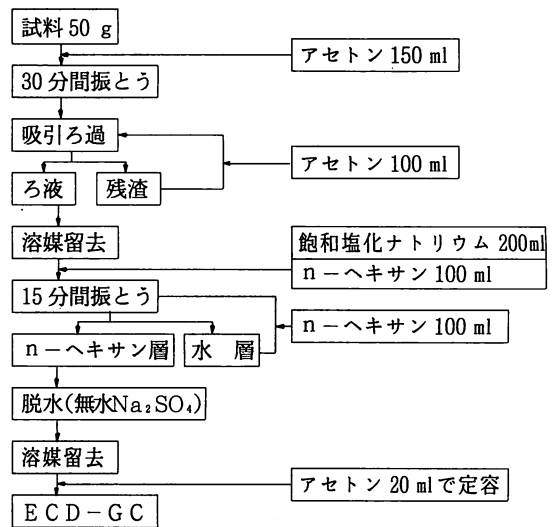 試料50 g
アセトン 150 ml
30分間振とう
吸引ろ過
アセトン 100 ml
ろ液
残渣
溶媒留去
飽和塩化ナトリウム 200ml
n－ヘキサン 100 ml
15分間振とう
n－ヘキサン 100 ml
n－ヘキサン層
水 層
脱水(無水Na₂SO₄)
溶媒留去
アセトン 20 mlで定容
ＥＣＤ－ＧＣ